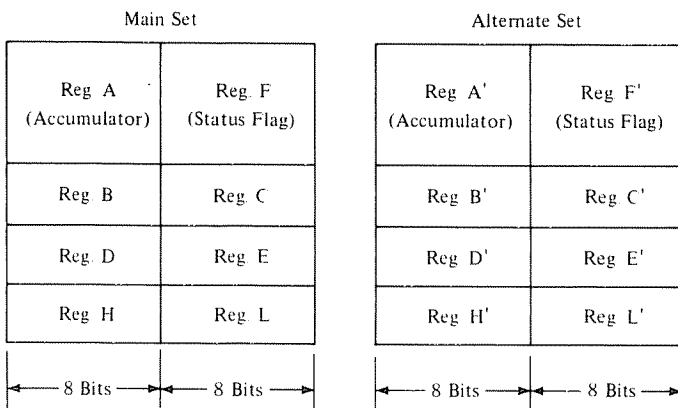 Main Set
Alternate Set
Reg A
(Accumulator)
Reg. F
(Status Flag)
Reg A'
(Accumulator)
Reg. F'
(Status Flag)
Reg B
Reg C
Reg B'
Reg. C'
Reg. D
Reg. E
Reg D'
Reg. E'
Reg H
Reg. L
Reg H'
Reg. L'
8 Bits
8 Bits
8 Bits
8 Bits